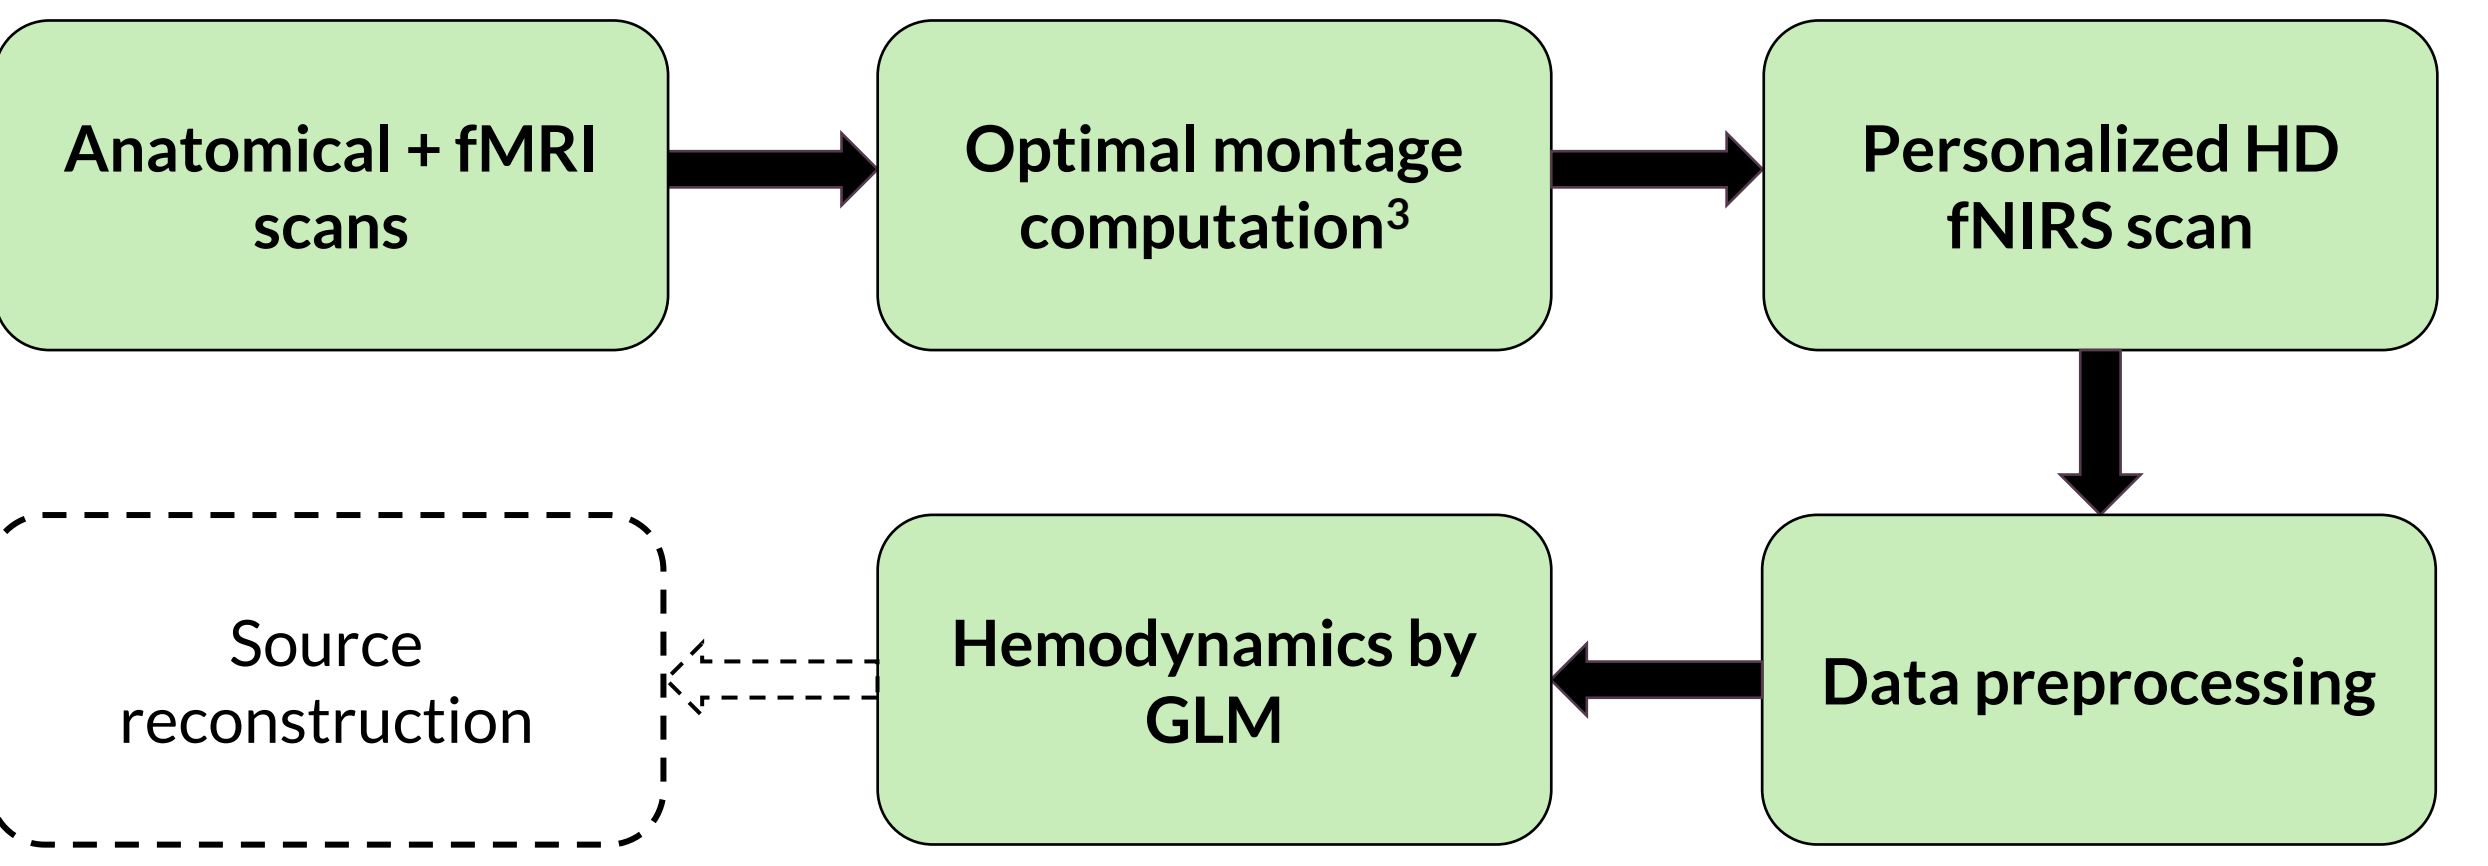 Anatomical + fMRI
scans
Optimal montage
computation³
Personalized HD
fNIRS scan
Source
reconstruction
Hemodynamics by
GLM
Data preprocessing